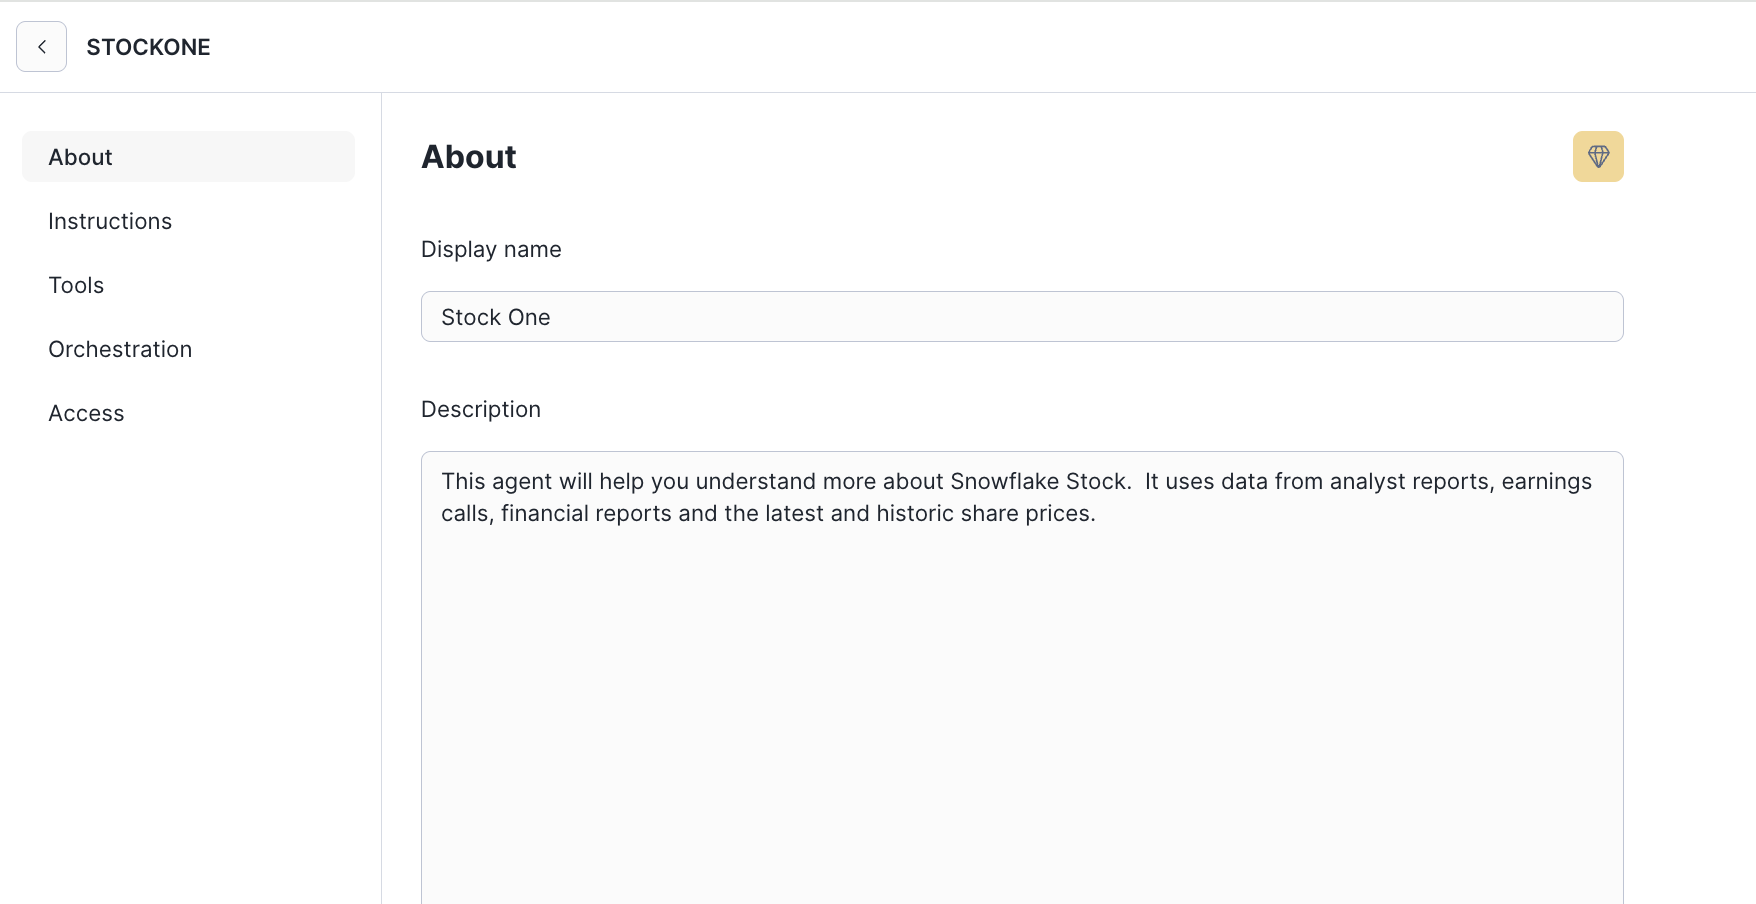 STOCKONE
About
Instructions
Tools
Orchestration
Access
About
Display name
Stock One
Description
This agent will help you understand more about Snowflake Stock.  It uses data from analyst reports, earnings
calls, financial reports and the latest and historic share prices.